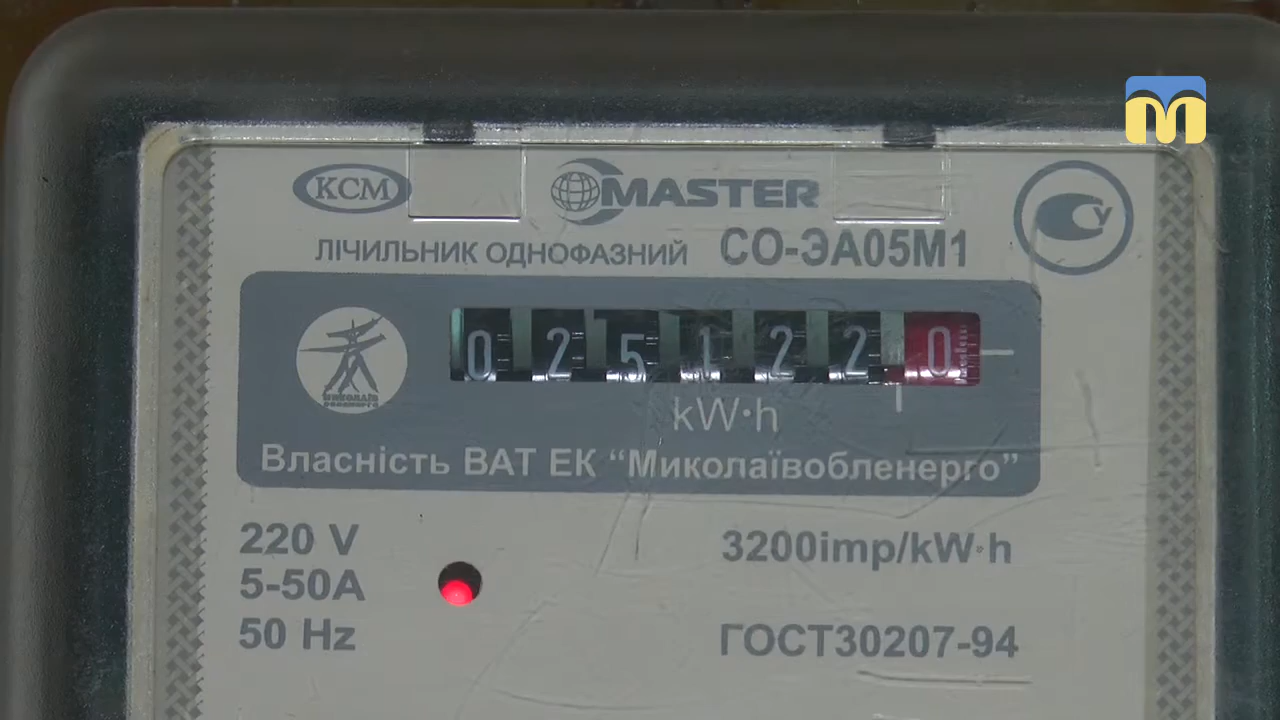 КСМ MASTER
ЛІЧИЛЬНИК ОДНОФАЗНИЙ СО-ЭА05М1
0 2 5 1 2 2 0
kW·h
Власність ВАТ ЕК “Миколаївобленерго”
220 V
5-50A
50 Hz
3200imp/kW·h
ГОСТ30207-94